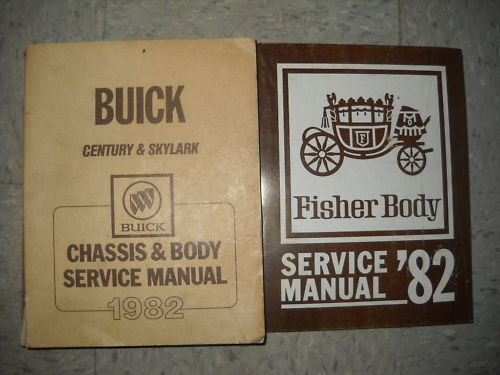 BUICK
CENTURY & SKYLARK
BUICK
CHASSIS & BODY
SERVICE MANUAL
1982
F
Fisher Body
SERVICE
MANUAL '82